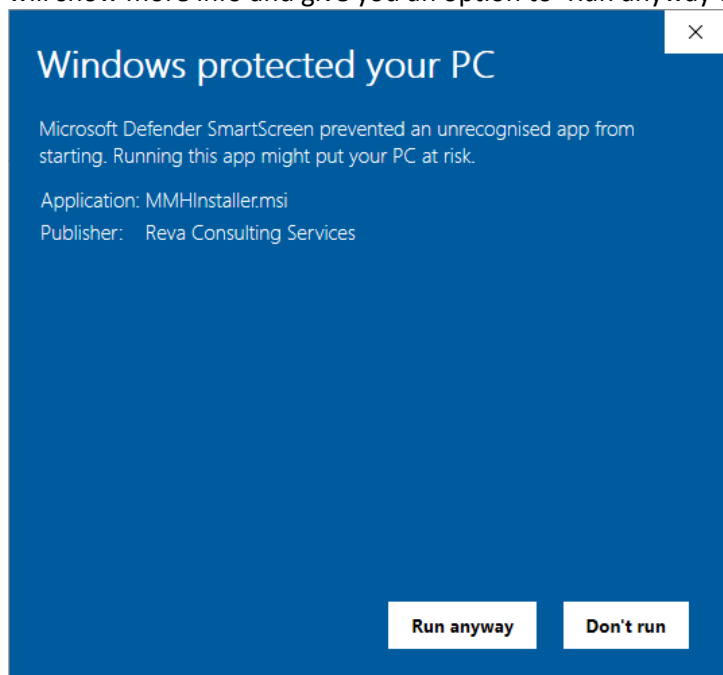 Windows protected your PC
Microsoft Defender SmartScreen prevented an unrecognised app from
starting. Running this app might put your PC at risk.
Application: MMHInstaller.msi
Publisher: Reva Consulting Services
Run anyway Don't run